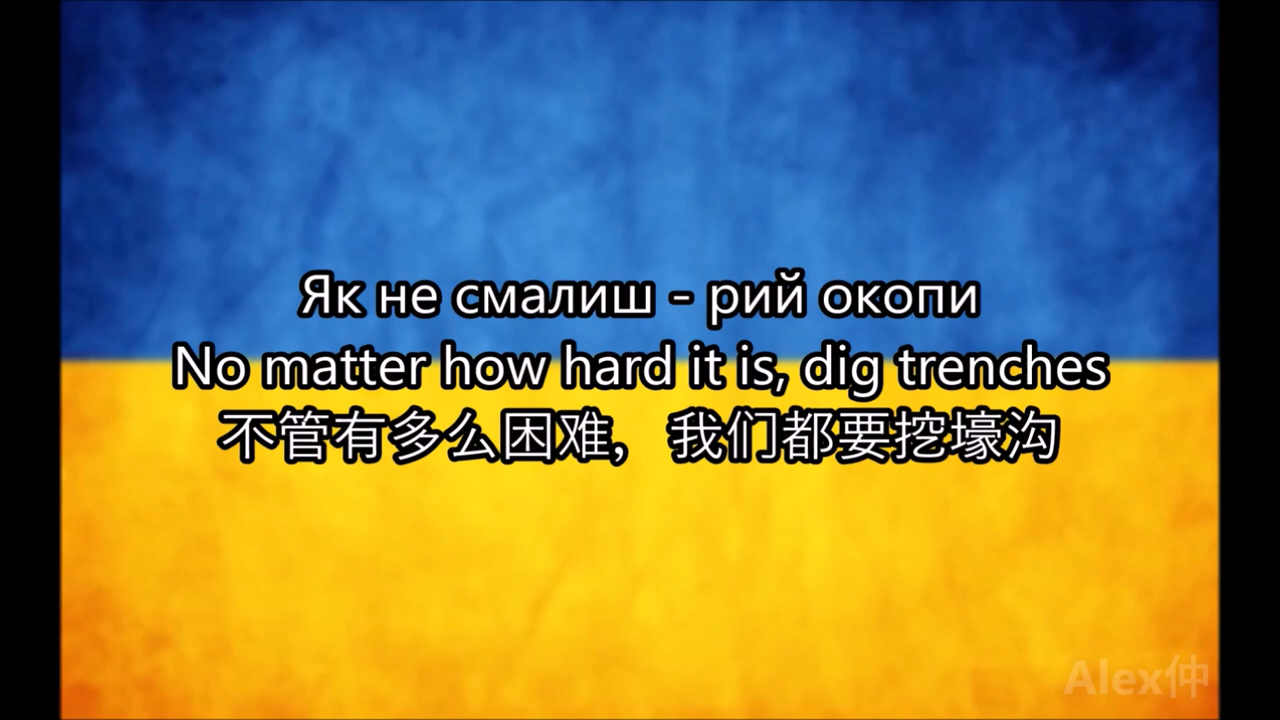 Як не смалиш - рий окопи
No matter how hard it is, dig trenches
不管有多么困难，我们都要挖壕沟
Alex仲